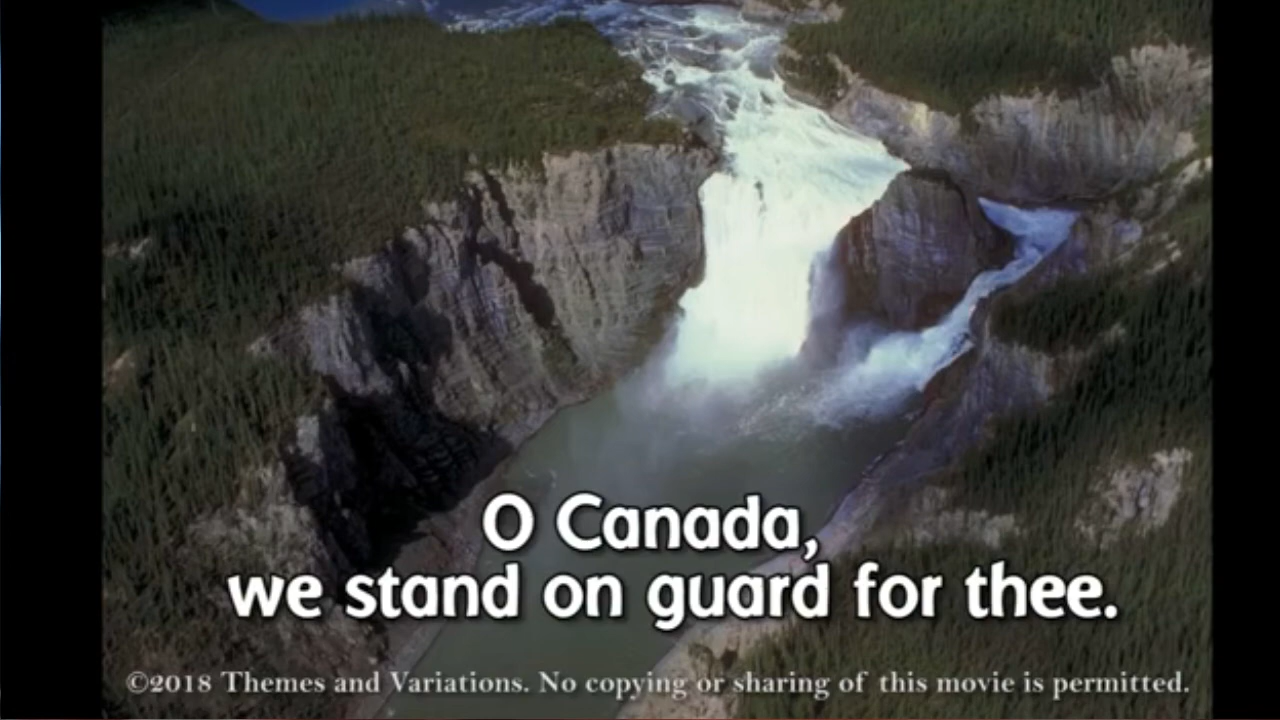 O Canada,
we stand on guard for thee.
©2018 Themes and Variations. No copying or sharing of this movie is permitted.